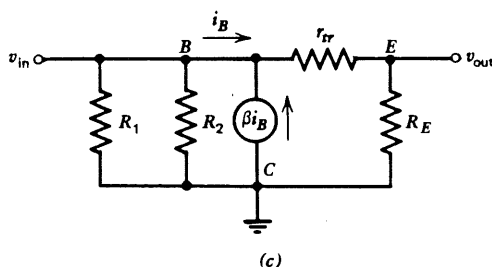 i_B
B
r_tr
E
v_in
v_out
R_1
R_2
βi_B
R_E
C
(c)